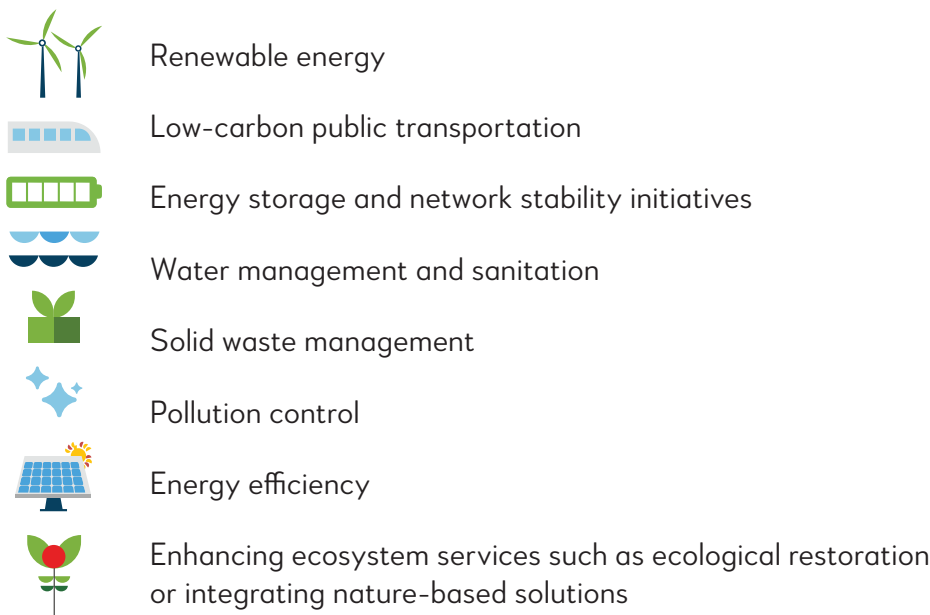 Renewable energy
Low-carbon public transportation
Energy storage and network stability initiatives
Water management and sanitation
Solid waste management
Pollution control
Energy efficiency
Enhancing ecosystem services such as ecological restoration
or integrating nature-based solutions